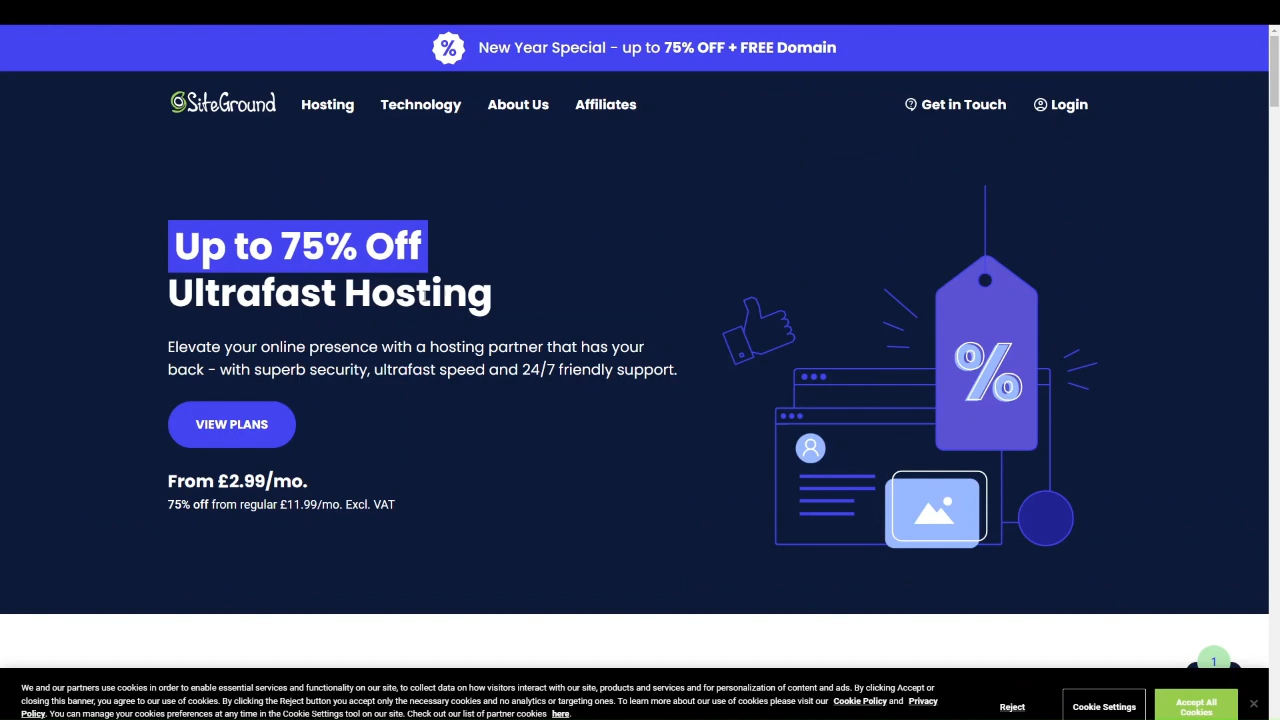 % New Year Special - up to 75% OFF + FREE Domain
SiteGround Hosting Technology About Us Affiliates Get in Touch Login
Up to 75% Off
Ultrafast Hosting
Elevate your online presence with a hosting partner that has your
back - with superb security, ultrafast speed and 24/7 friendly support.
VIEW PLANS
From £2.99/mo.
75% off from regular £11.99/mo. Excl. VAT
%
1
We and our partners use cookies in order to enable essential services and functionality on our site, to collect data on how visitors interact with our site, products and services and for personalization of content and ads. By clicking Accept or
closing this banner, you agree to our use of cookies. By clicking the Reject button you accept only the necessary cookies and no analytics or targeting ones. To learn more about our use of cookies please visit our Cookie Policy and Privacy
Policy. You can manage your cookies preferences at any time in the Cookie Settings tool on our site. Check out our list of partner cookies here.
Reject
Cookie Settings
Accept All
Cookies